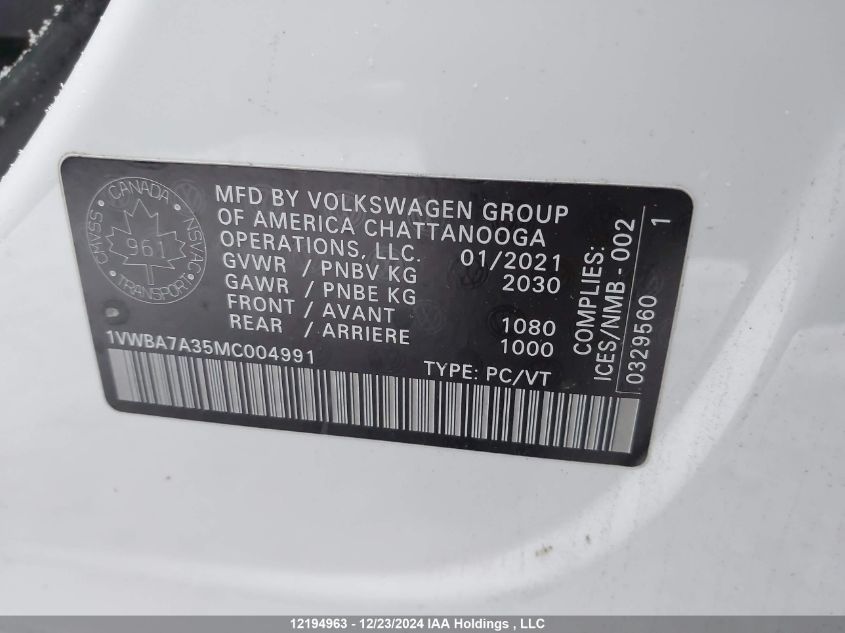 CANADA
CMVSS
NSVAC
961
TRANSPORT
MFD BY VOLKSWAGEN GROUP
OF AMERICA CHATTANOOGA
OPERATIONS, LLC. 01/2021
GVWR / PNBV KG 2030
GAWR / PNBE KG
FRONT / AVANT 1080
REAR / ARRIERE 1000
1VWBA7A35MC004991 TYPE: PC/VT
COMPLIES:
ICES/NMB - 002
0329560 1
12194963 - 12/23/2024 IAA Holdings , LLC